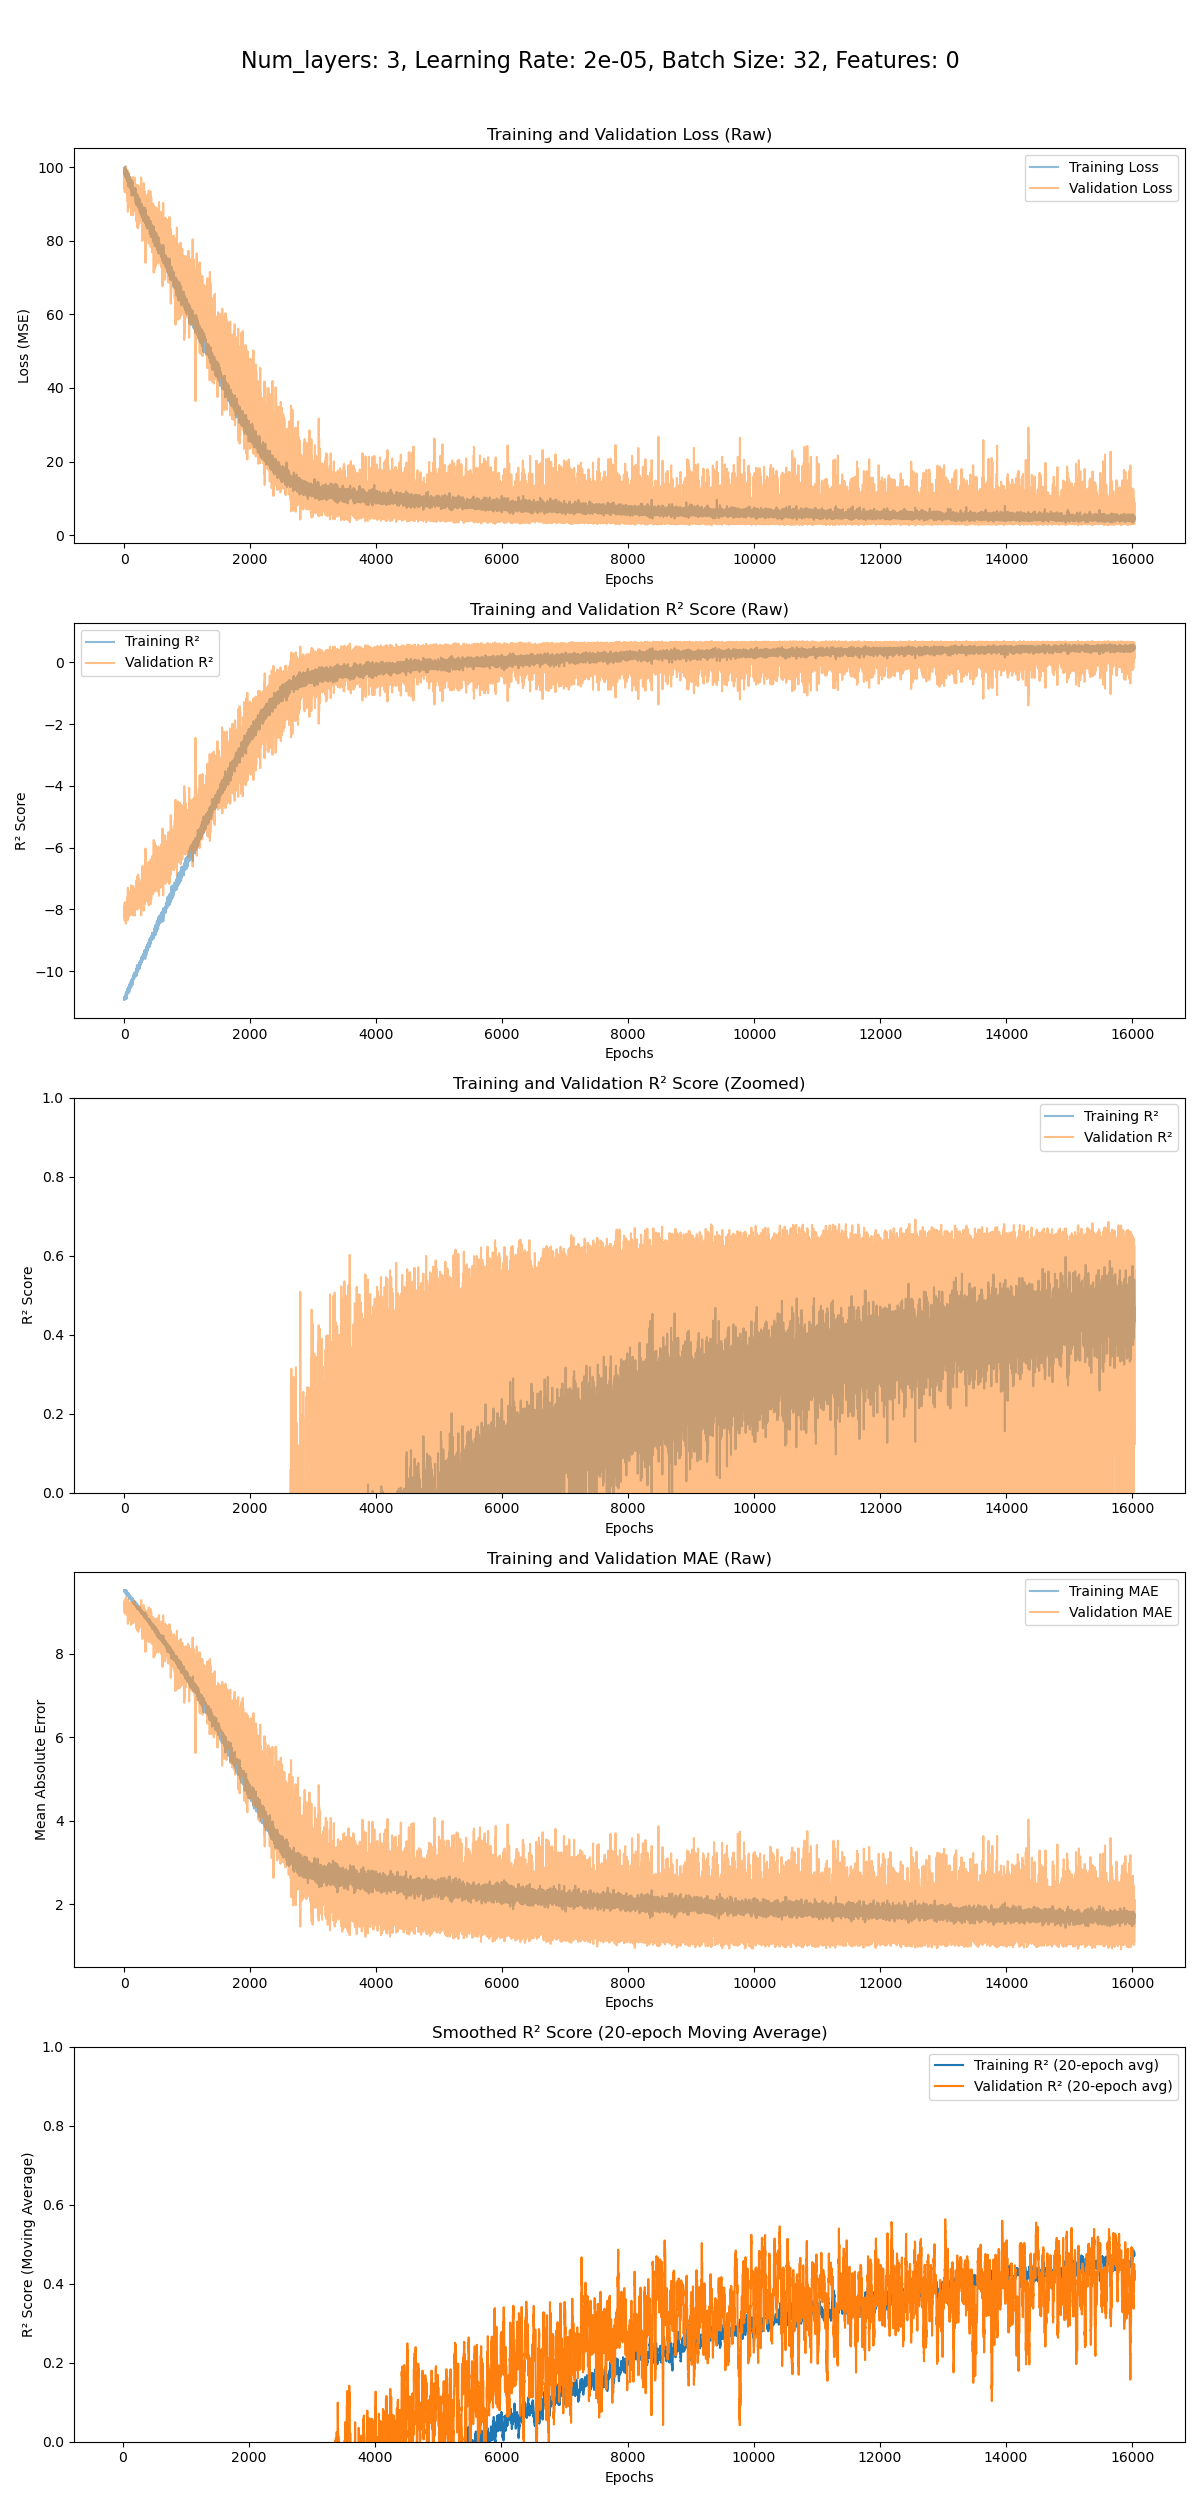 Num_layers: 3, Learning Rate: 2e-05, Batch Size: 32, Features: 0
Training and Validation Loss (Raw)
Training Loss
Validation Loss
Loss (MSE)
100
80
60
40
20
0
0 2000 4000 6000 8000 10000 12000 14000 16000
Epochs
Training and Validation R² Score (Raw)
Training R²
Validation R²
R² Score
0
−2
−4
−6
−8
−10
0 2000 4000 6000 8000 10000 12000 14000 16000
Epochs
Training and Validation R² Score (Zoomed)
Training R²
Validation R²
R² Score
1.0
0.8
0.6
0.4
0.2
0.0
0 2000 4000 6000 8000 10000 12000 14000 16000
Epochs
Training and Validation MAE (Raw)
Training MAE
Validation MAE
Mean Absolute Error
8
6
4
2
0 2000 4000 6000 8000 10000 12000 14000 16000
Epochs
Smoothed R² Score (20-epoch Moving Average)
Training R² (20-epoch avg)
Validation R² (20-epoch avg)
R² Score (Moving Average)
1.0
0.8
0.6
0.4
0.2
0.0
0 2000 4000 6000 8000 10000 12000 14000 16000
Epochs